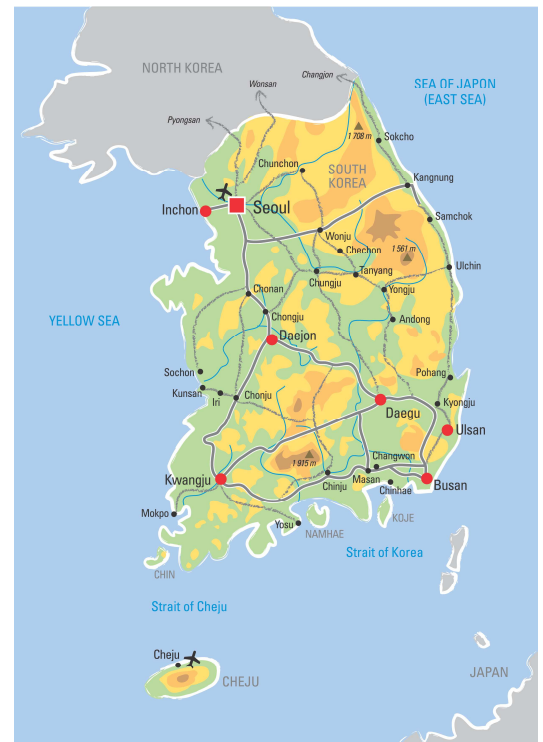 NORTH KOREA
Changjon
Wonsan
SEA OF JAPON
(EAST SEA)
Pyongsan
1 708 m
Sokcho
Chunchon
SOUTH
KOREA
Kangnung
Inchon
Seoul
Samchok
Wonju
Chechon
1 561 m
Ulchin
Tanyang
Chungju
Yongju
Chonan
Chongju
Andong
YELLOW SEA
Daejon
Sochon
Pohang
Kunsan
Iri
Chonju
Kyongju
Daegu
Ulsan
Changwon
1 915 m
Kwangju
Chinju
Masan
Busan
Chinhae
Mokpo
Yosu
NAMHAE
KOJE
Strait of Korea
CHIN
Strait of Cheju
Cheju
CHEJU
JAPAN